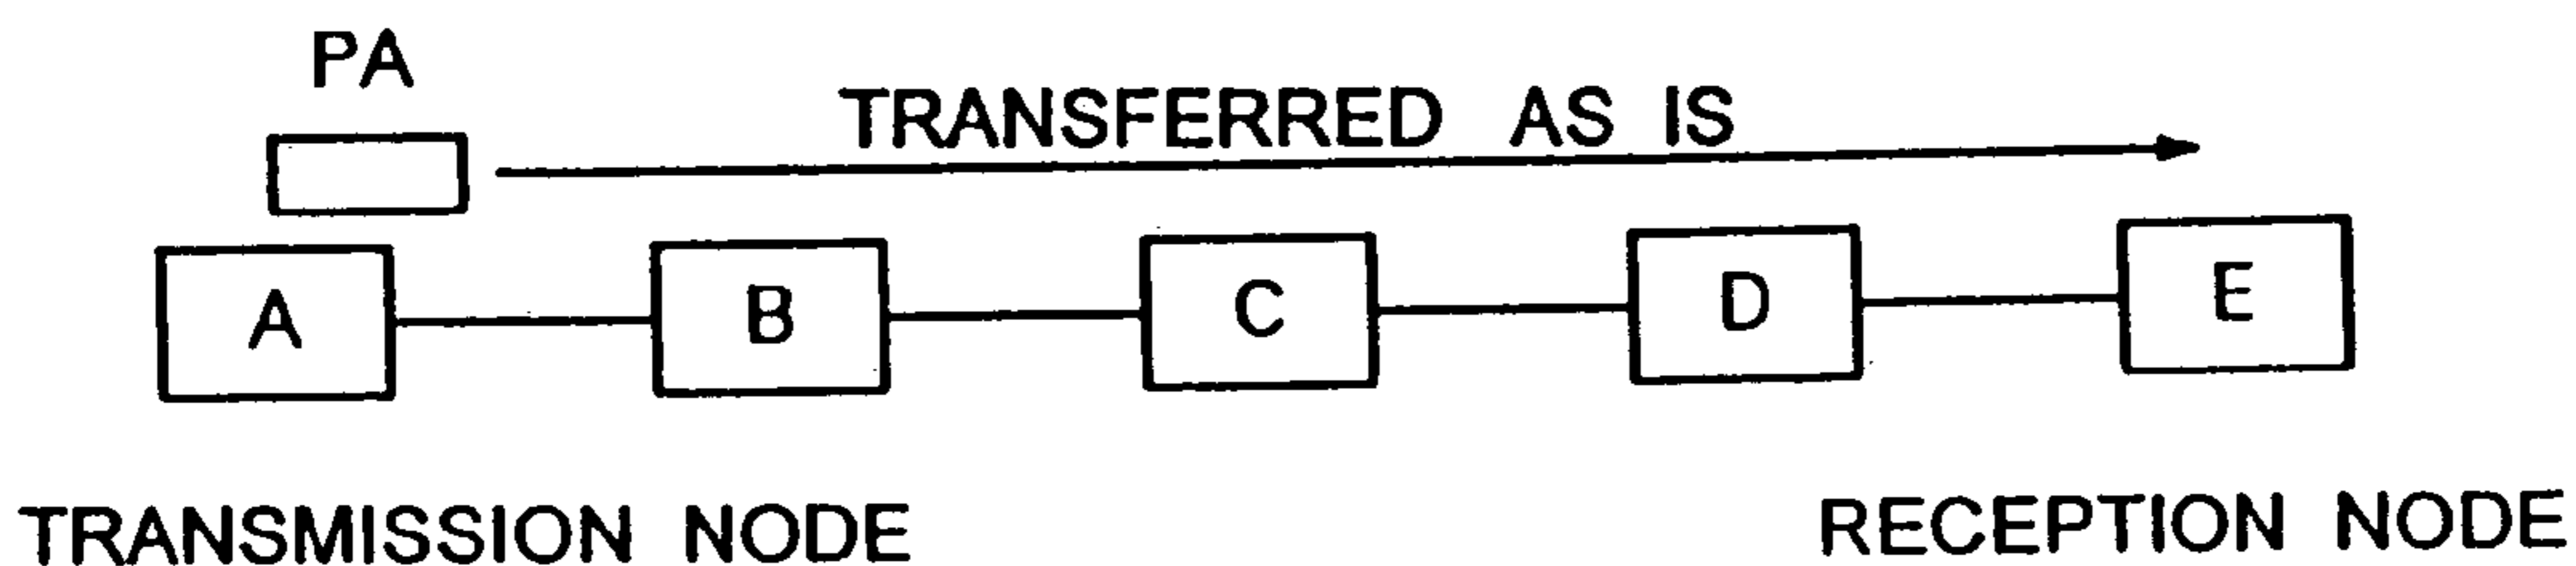 PA
TRANSFERRED AS IS
A B C D E
TRANSMISSION NODE RECEPTION NODE